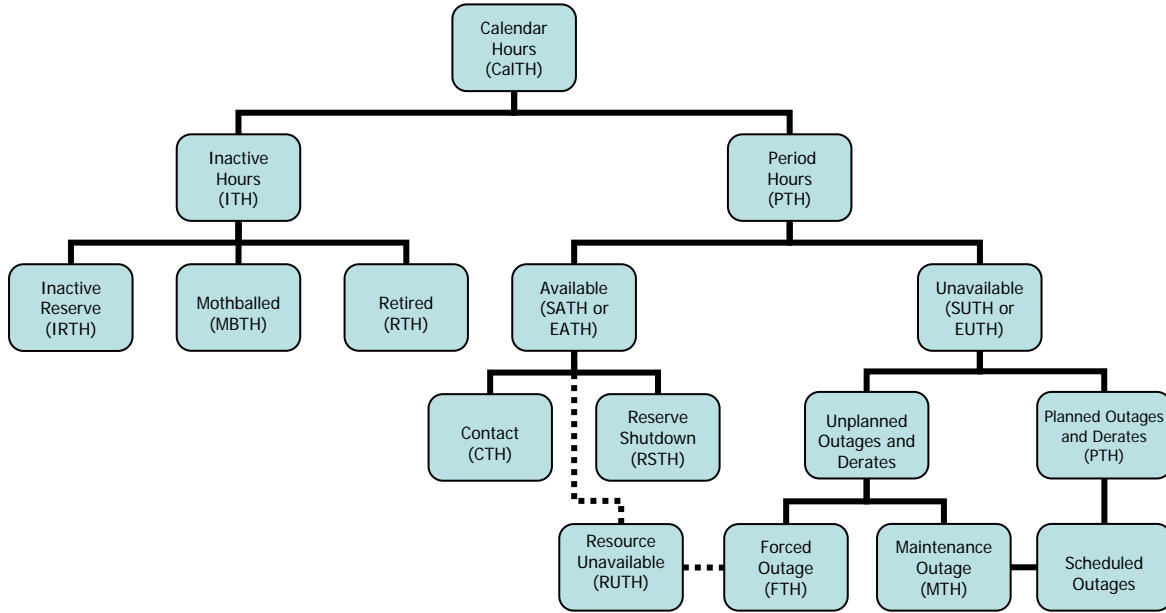 Calendar
Hours
(CalTH)
Inactive
Hours
(ITH)
Period
Hours
(PTH)
Inactive
Reserve
(IRTH)
Mothballed
(MBTH)
Retired
(RTH)
Available
(SATH or
EATH)
Unavailable
(SUTH or
EUTH)
Contact
(CTH)
Reserve
Shutdown
(RSTH)
Unplanned
Outages and
Derates
Planned Outages
and Derates
(PTH)
Resource
Unavailable
(RUTH)
Forced
Outage
(FTH)
Maintenance
Outage
(MTH)
Scheduled
Outages